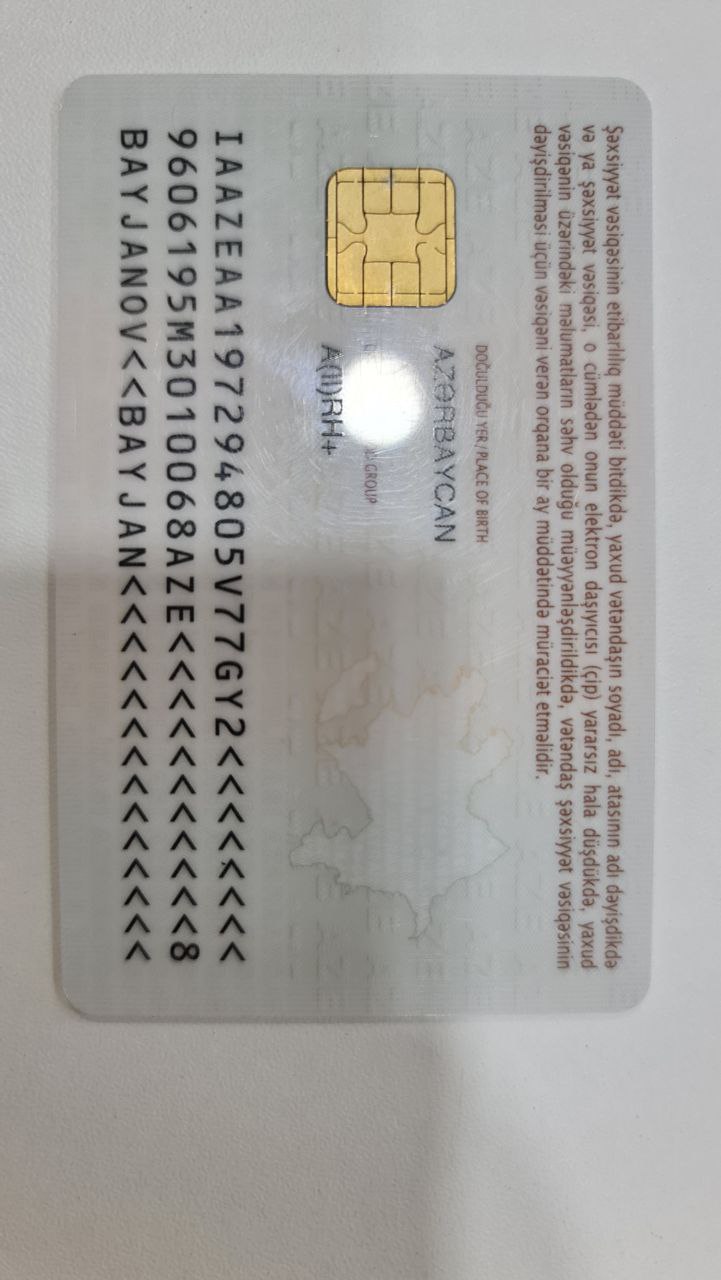 Şəxsiyyət vəsiqəsinin etibarlılıq müddəti bitdikdə, yaxud vətəndaşın soyadı, adı, atasının adı dəyişdikdə
və ya şəxsiyyət vəsiqəsi, o cümlədən onun elektron daşıyıcısı (çip) yararsız hala düşdükdə, yaxud
vəsiqənin üzərindəki məlumatların səhv olduğu müəyyənləşdirildikdə, vətəndaş şəxsiyyət vəsiqəsinin
dəyişdirilməsi üçün vəsiqəni verən orqana bir ay müddətində müraciət etməlidir.
DOĞULDUĞU YER / PLACE OF BIRTH
AZƏRBAYCAN
GROUP
A(II)RH+
IAAZEAA197294805V77GY2<<<<<<<<
9606195M3010068AZE<<<<<<<<<<<8
BAYJANOV<<BAYJAN<<<<<<<<<<<<<<